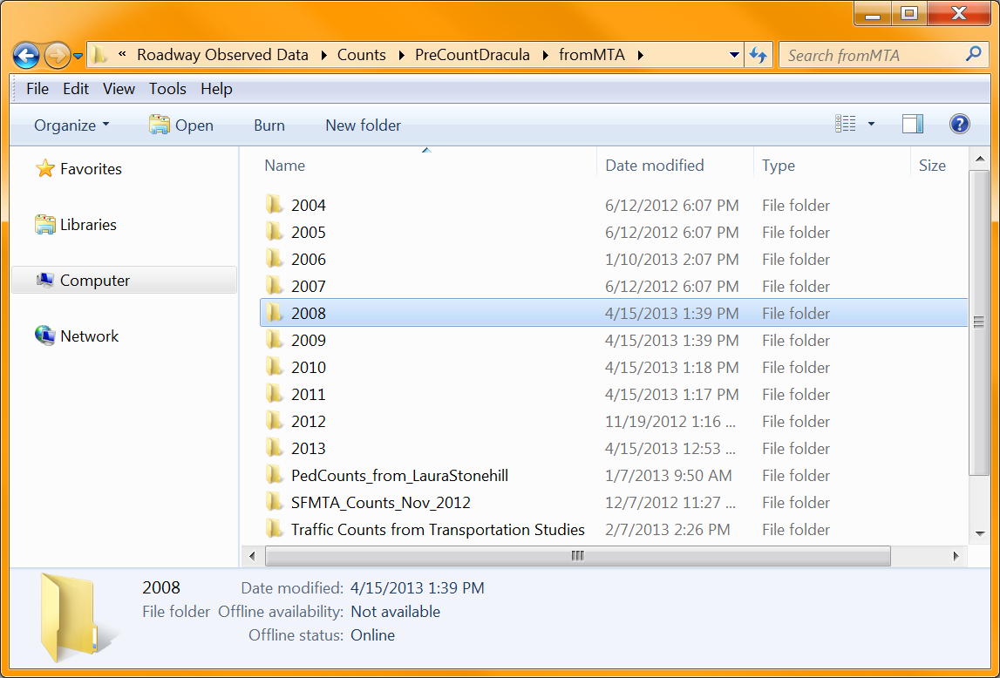 « Roadway Observed Data ▸ Counts ▸ PreCountDracula ▸ fromMTA ▸ Search fromMTA
File Edit View Tools Help
Organize Open Burn New folder
Favorites
Libraries
Computer
Network
Name Date modified Type Size
2004 6/12/2012 6:07 PM File folder
2005 6/12/2012 6:07 PM File folder
2006 1/10/2013 2:07 PM File folder
2007 6/12/2012 6:07 PM File folder
2008 4/15/2013 1:39 PM File folder
2009 4/15/2013 1:39 PM File folder
2010 4/15/2013 1:18 PM File folder
2011 4/15/2013 1:17 PM File folder
2012 11/19/2012 1:16 ... File folder
2013 4/15/2013 12:53 ... File folder
PedCounts_from_LauraStonehill 1/7/2013 9:50 AM File folder
SFMTA_Counts_Nov_2012 12/7/2012 11:27 ... File folder
Traffic Counts from Transportation Studies 2/7/2013 2:26 PM File folder
2008 Date modified: 4/15/2013 1:39 PM
File folder Offline availability: Not available
Offline status: Online